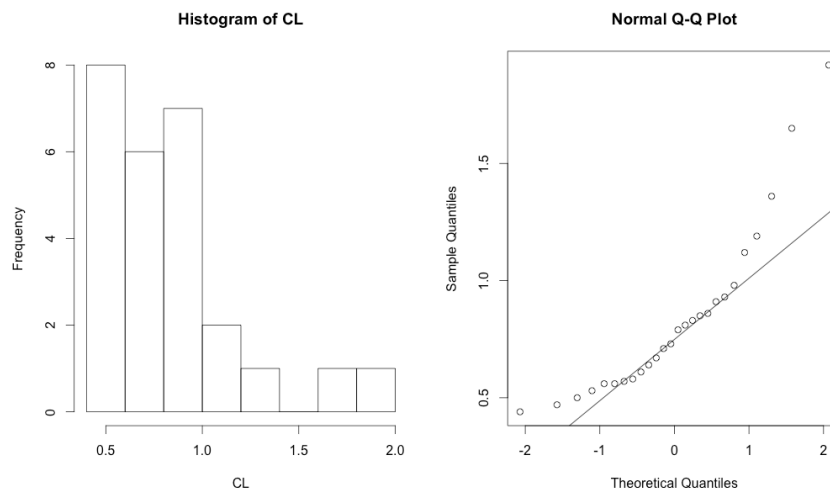 Histogram of CL
Frequency
8
6
4
2
0
0.5 1.0 1.5 2.0
CL
Normal Q-Q Plot
Sample Quantiles
1.5
1.0
0.5
-2 -1 0 1 2
Theoretical Quantiles